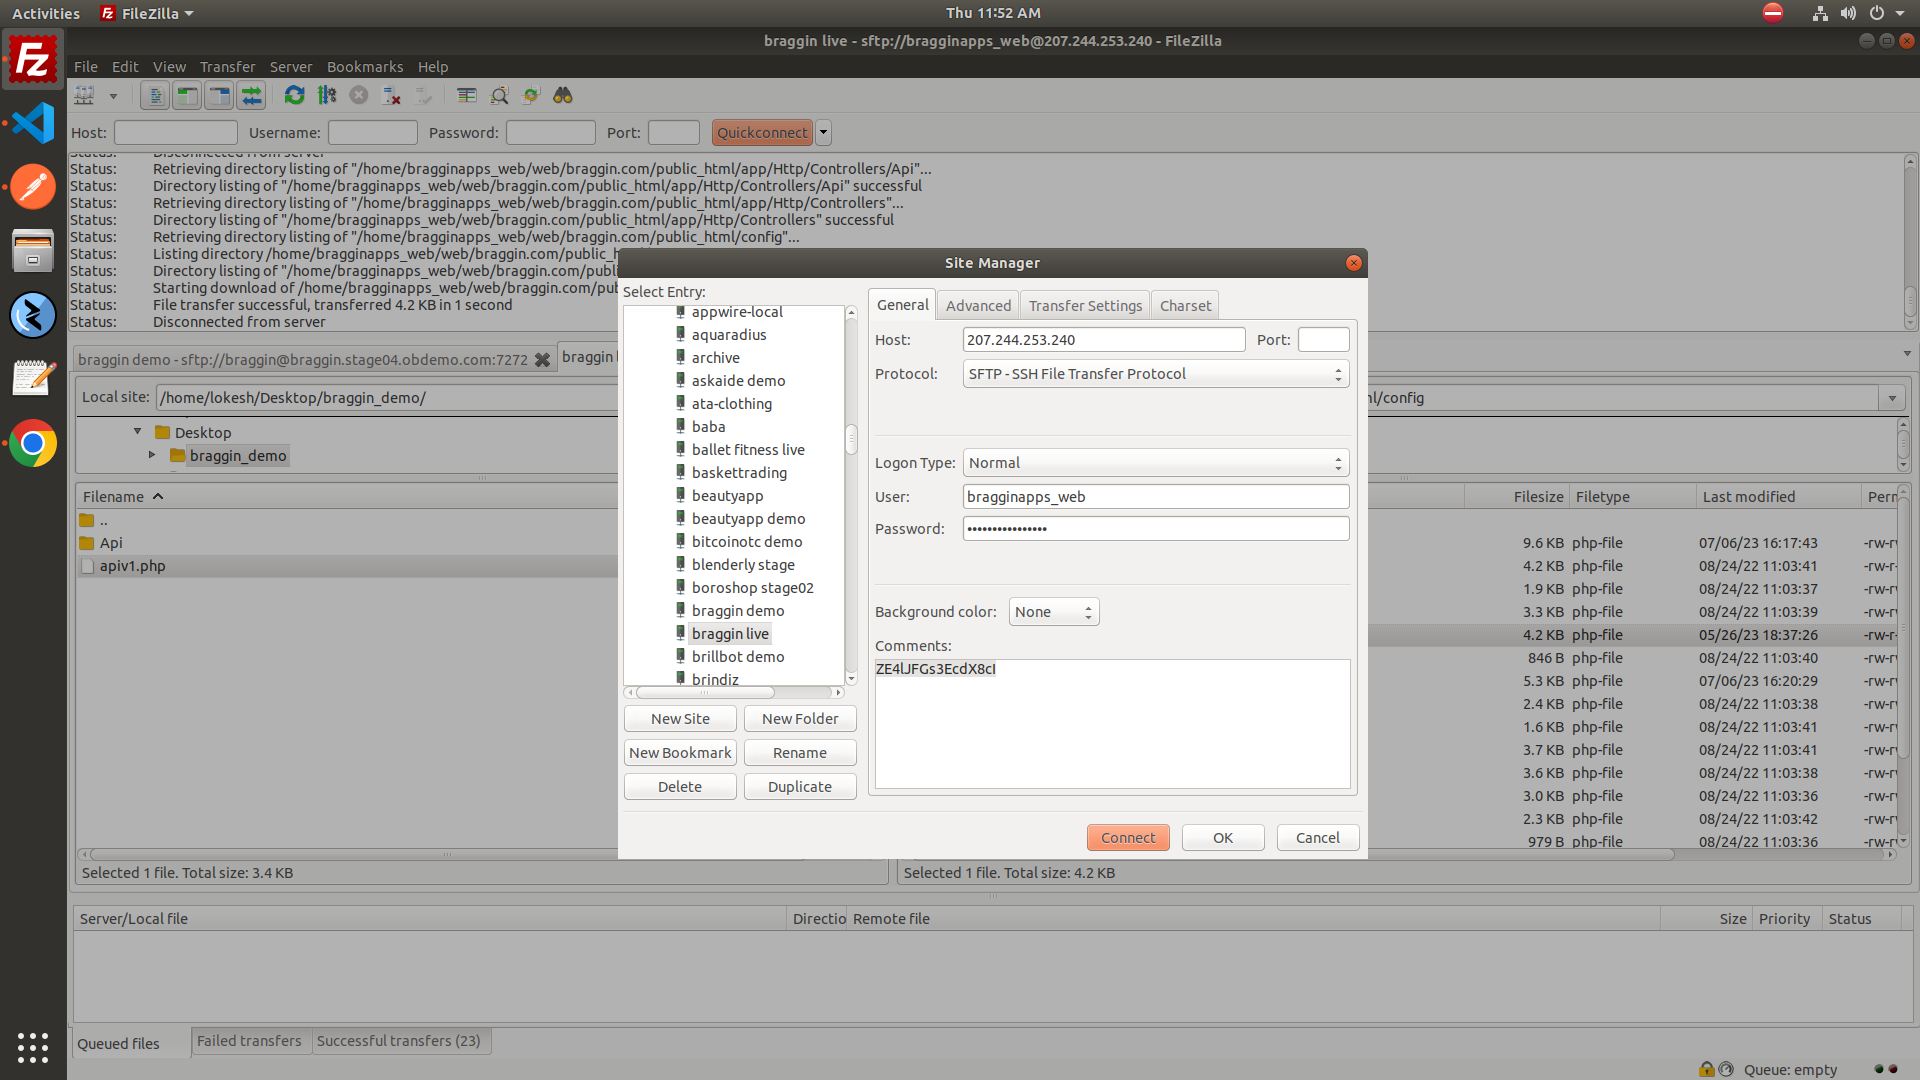 Activities FileZilla Thu 11:52 AM
braggin live - sftp://bragginapps_web@207.244.253.240 - FileZilla
File Edit View Transfer Server Bookmarks Help
Host: Username: Password: Port: Quickconnect
Status: Disconnected from server
Status: Retrieving directory listing of "/home/bragginapps_web/web/braggin.com/public_html/app/Http/Controllers/Api"...
Status: Directory listing of "/home/bragginapps_web/web/braggin.com/public_html/app/Http/Controllers/Api" successful
Status: Retrieving directory listing of "/home/bragginapps_web/web/braggin.com/public_html/app/Http/Controllers"...
Status: Directory listing of "/home/bragginapps_web/web/braggin.com/public_html/app/Http/Controllers" successful
Status: Retrieving directory listing of "/home/bragginapps_web/web/braggin.com/public_html/config"...
Status: Listing directory /home/bragginapps_web/web/braggin.com/public_
Status: Directory listing of "/home/bragginapps_web/web/braggin.com/publi
Status: Starting download of /home/bragginapps_web/web/braggin.com/pu
Status: File transfer successful, transferred 4.2 KB in 1 second
Status: Disconnected from server
braggin demo - sftp://braggin@braggin.stage04.obdemo.com:7272 braggin
Local site: /home/lokesh/Desktop/braggin_demo/
Desktop
braggin_demo
Filename
..
Api
apiv1.php
Selected 1 file. Total size: 3.4 KB
Site Manager
Select Entry:
appwire-local
aquaradius
archive
askaide demo
ata-clothing
baba
ballet fitness live
baskettrading
beautyapp
beautyapp demo
bitcoinotc demo
blenderly stage
boroshop stage02
braggin demo
braggin live
brillbot demo
brindiz
New Site New Folder
New Bookmark Rename
Delete Duplicate
General Advanced Transfer Settings Charset
Host: 207.244.253.240 Port:
Protocol: SFTP - SSH File Transfer Protocol
Logon Type: Normal
User: bragginapps_web
Password: ••••••••••••••••
Background color: None
Comments:
ZE4lJFGs3EcdX8cI
Connect OK Cancel
l/config
Filesize Filetype Last modified Perm
9.6 KB php-file 07/06/23 16:17:43 -rw-r
4.2 KB php-file 08/24/22 11:03:41 -rw-r-
1.9 KB php-file 08/24/22 11:03:37 -rw-r
3.3 KB php-file 08/24/22 11:03:39 -rw-r
4.2 KB php-file 05/26/23 18:37:26 -rw-r
846 B php-file 08/24/22 11:03:40 -rw-r
5.3 KB php-file 07/06/23 16:20:29 -rw-r
2.4 KB php-file 08/24/22 11:03:38 -rw-r
1.6 KB php-file 08/24/22 11:03:41 -rw-r
3.7 KB php-file 08/24/22 11:03:41 -rw-r
3.6 KB php-file 08/24/22 11:03:38 -rw-r
3.0 KB php-file 08/24/22 11:03:36 -rw-r
2.3 KB php-file 08/24/22 11:03:42 -rw-r
979 B php-file 08/24/22 11:03:36 -rw-r
Selected 1 file. Total size: 4.2 KB
Server/Local file Directio Remote file Size Priority Status
Queued files Failed transfers Successful transfers (23)
Queue: empty